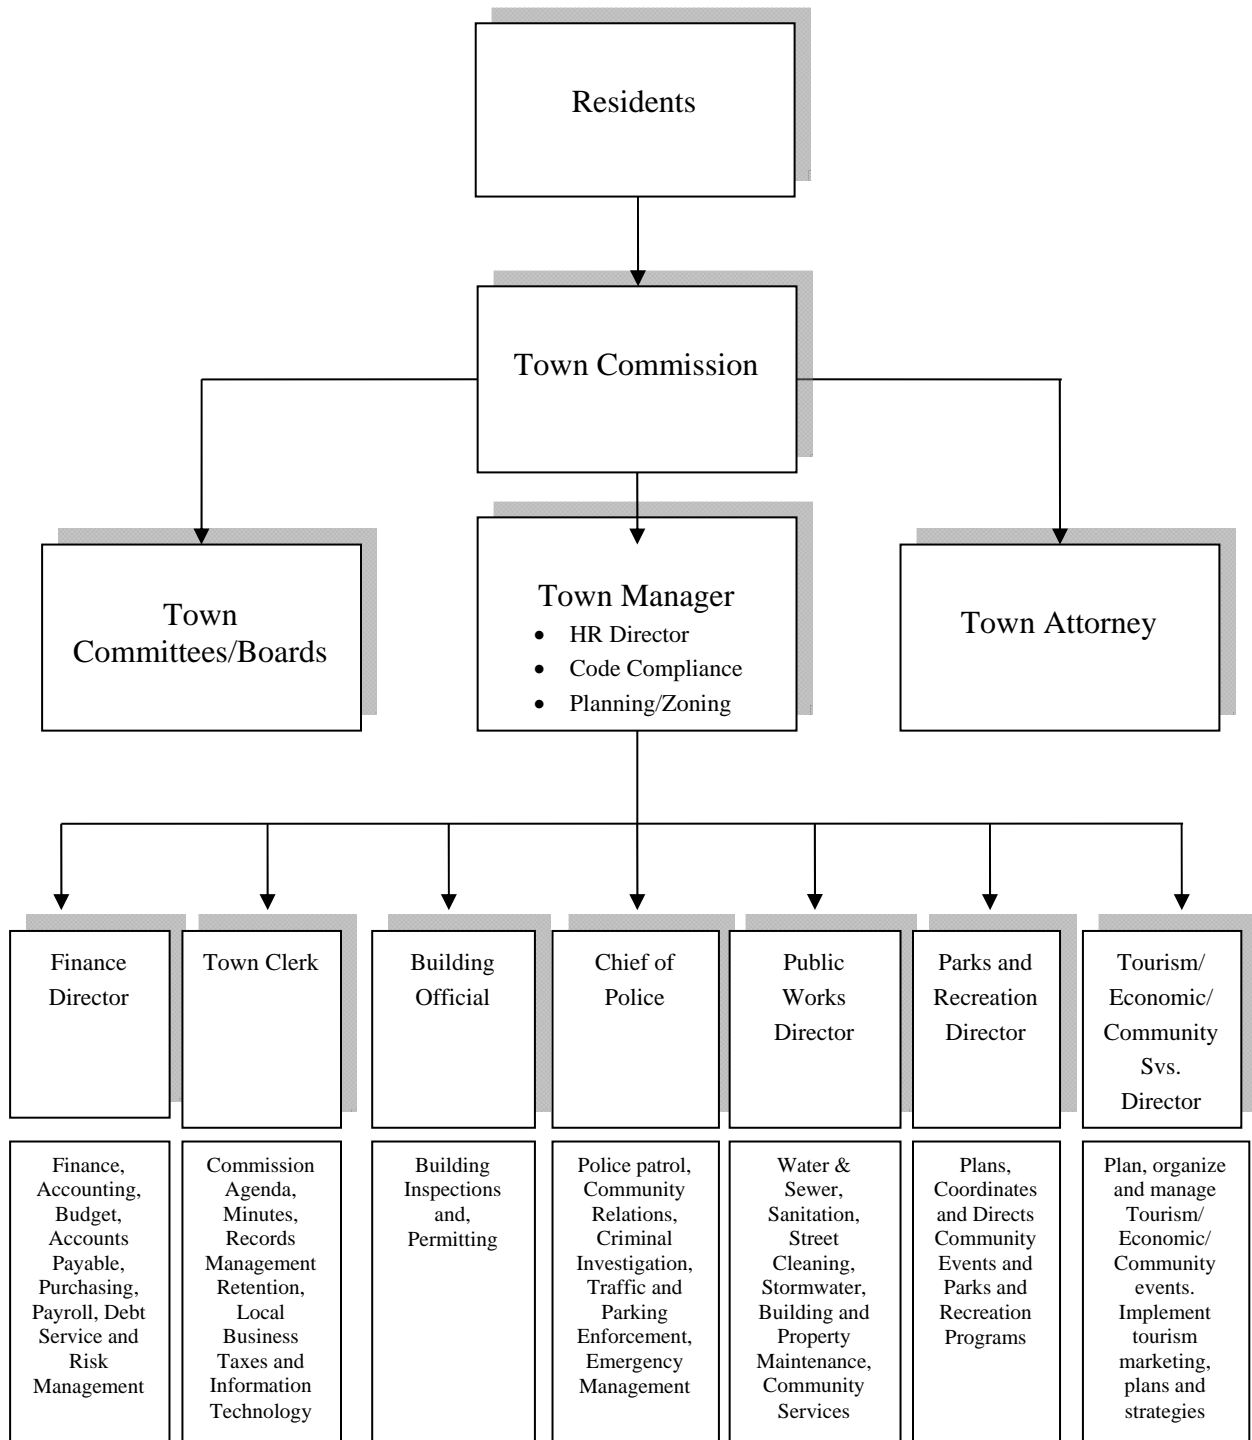 Residents
Town Commission
Town
Committees/Boards
Town Manager
• HR Director
• Code Compliance
• Planning/Zoning
Town Attorney
Finance
Director
Town Clerk
Building
Official
Chief of
Police
Public
Works
Director
Parks and
Recreation
Director
Tourism/
Economic/
Community
Svs.
Director
Finance,
Accounting,
Budget,
Accounts
Payable,
Purchasing,
Payroll, Debt
Service and
Risk
Management
Commission
Agenda,
Minutes,
Records
Management
Retention,
Local
Business
Taxes and
Information
Technology
Building
Inspections
and,
Permitting
Police patrol,
Community
Relations,
Criminal
Investigation,
Traffic and
Parking
Enforcement,
Emergency
Management
Water &
Sewer,
Sanitation,
Street
Cleaning,
Stormwater,
Building and
Property
Maintenance,
Community
Services
Plans,
Coordinates
and Directs
Community
Events and
Parks and
Recreation
Programs
Plan, organize
and manage
Tourism/
Economic/
Community
events.
Implement
tourism
marketing,
plans and
strategies